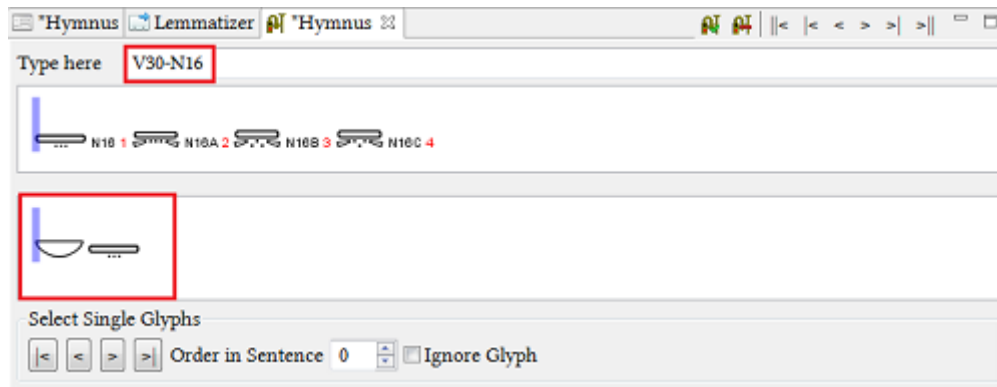 *Hymnus Lemmatizer *Hymnus
Type here V30-N16
N16 1 N16A 2 N16B 3 N16C 4
Select Single Glyphs
|< < > >| Order in Sentence 0 Ignore Glyph